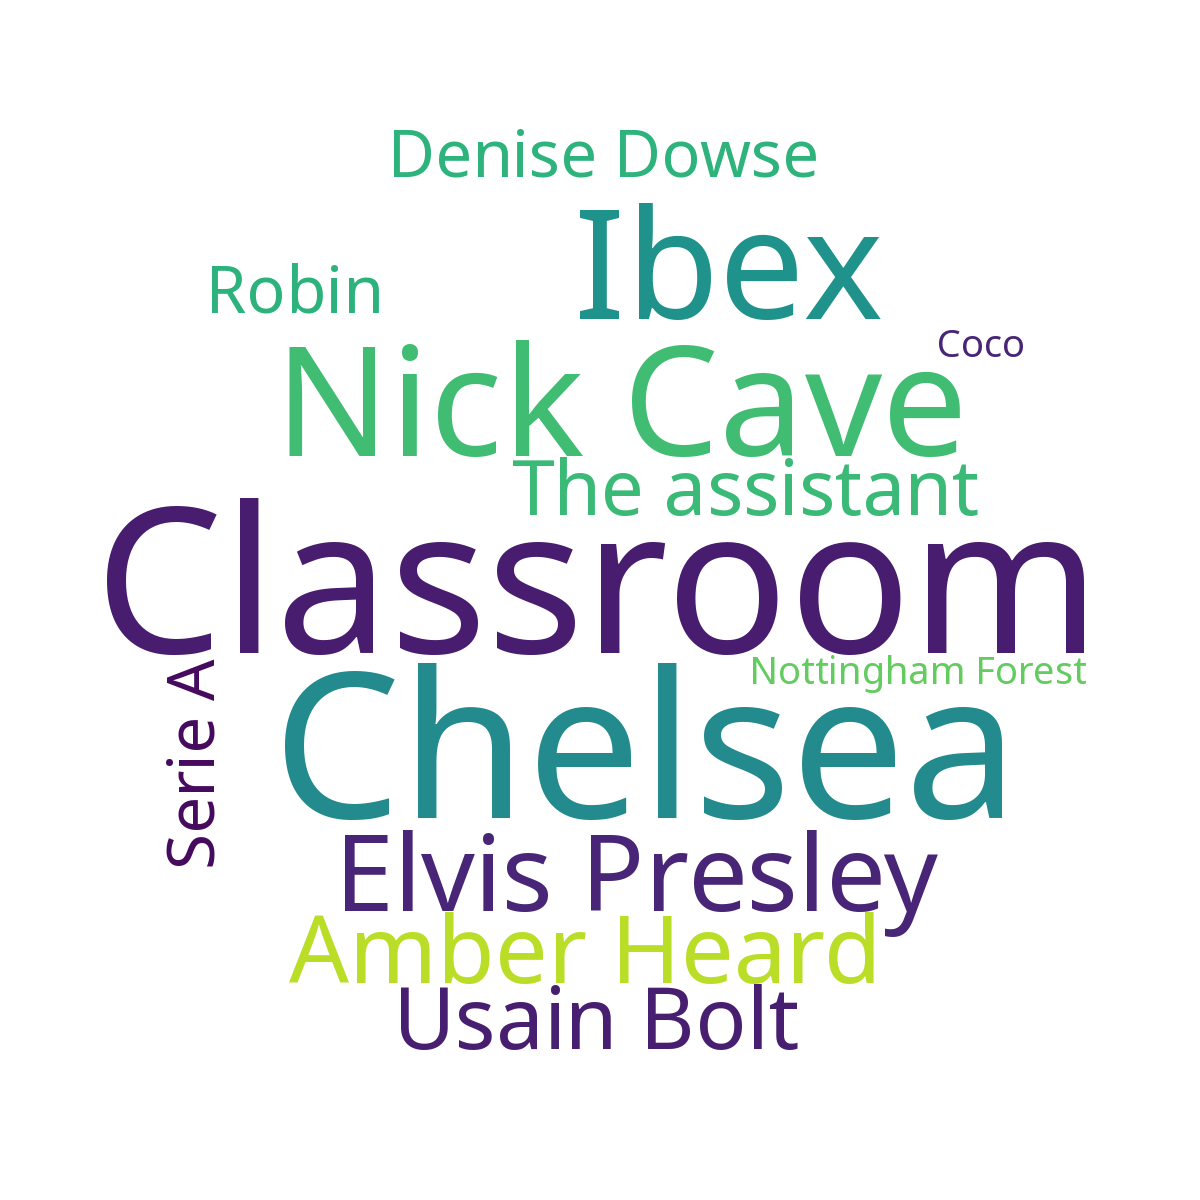 Denise Dowse
Ibex
Robin
Coco
Nick Cave
The assistant
Classroom
Nottingham Forest
Serie A
Chelsea
Elvis Presley
Amber Heard
Usain Bolt